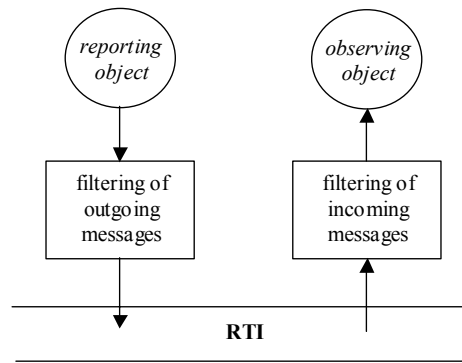 reporting
object
observing
object
filtering of
outgoing
messages
filtering of
incoming
messages
RTI